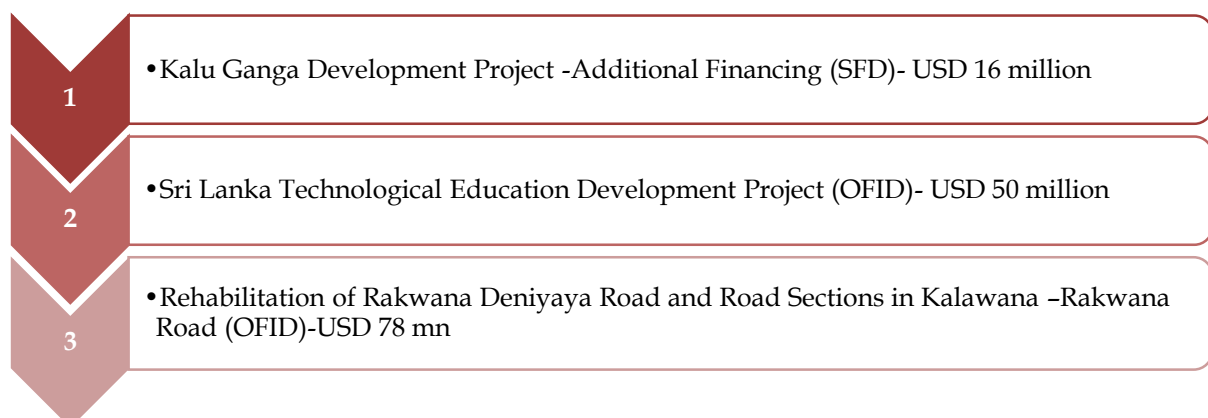 1
•Kalu Ganga Development Project -Additional Financing (SFD)- USD 16 million
2
•Sri Lanka Technological Education Development Project (OFID)- USD 50 million
3
•Rehabilitation of Rakwana Deniyaya Road and Road Sections in Kalawana –Rakwana
Road (OFID)-USD 78 mn